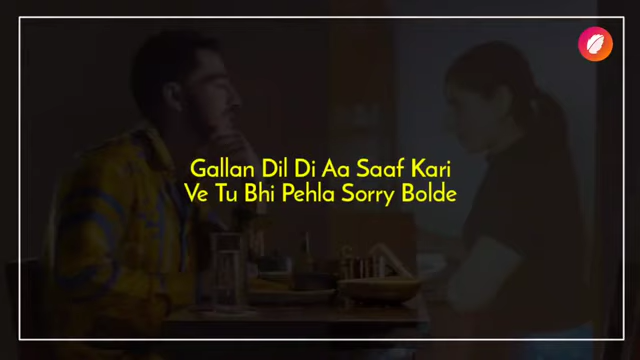 Gallan Dil Di Aa Saaf Kari
Ve Tu Bhi Pehla Sorry Bolde